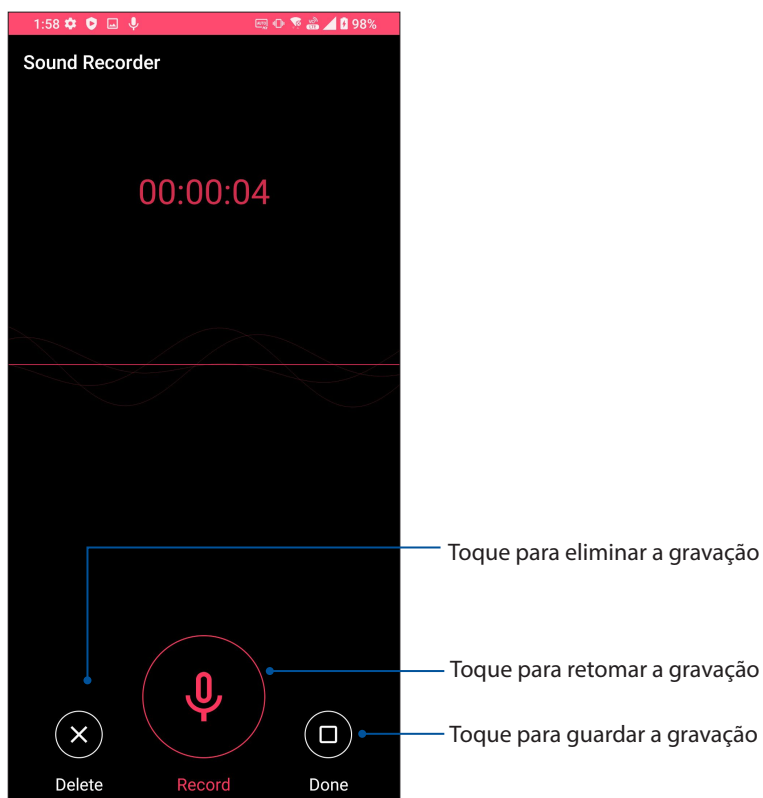 1:58 98%
Sound Recorder
00:00:04
Toque para eliminar a gravação
Toque para retomar a gravação
Toque para guardar a gravação
Delete Record Done